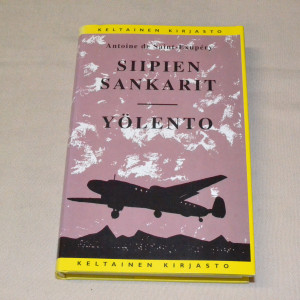 KELTAINEN KIRJASTO
Antoine de Saint-Exupéry
SIIPIEN
SANKARIT
YÖLENTO
KELTAINEN KIRJASTO